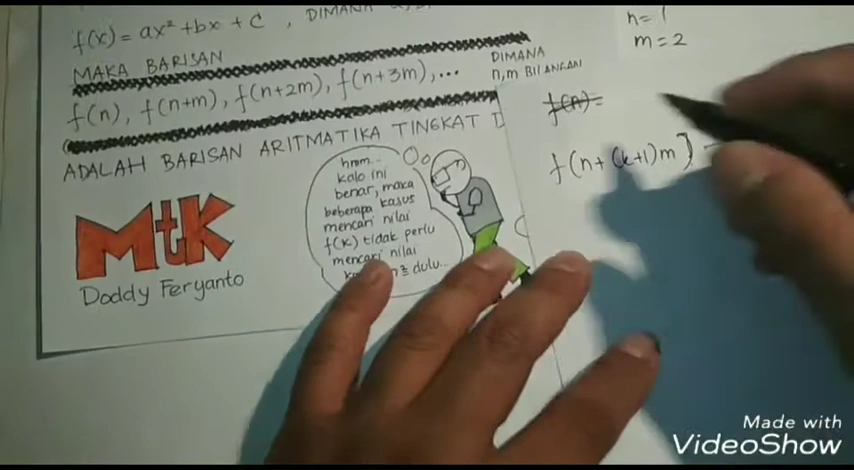 f(x) = ax² + bx + c , DIMANA
MAKA BARISAN
f(n), f(n+m), f(n+2m), f(n+3m), ...
DIMANA
n,m BILANGAN
ADALAH BARISAN ARITMATIKA TINGKAT
hmm..
kalo ini
benar, maka
beberapa kasus
mencari nilai
f(x) tidak perlu
mencari nilai
dulu..
MtK
Doddy Feryanto
n = 1
m = 2
f(n) =
f(n + (k+1)m) -
Made with
VideoShow